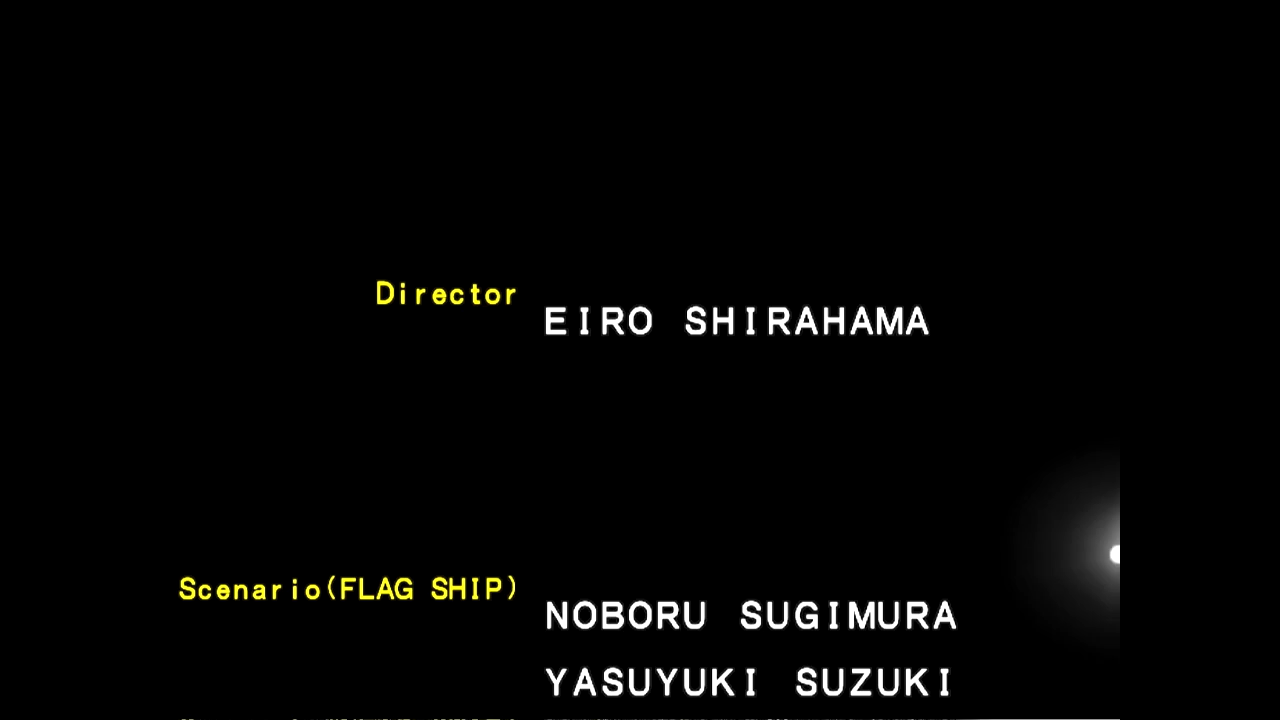 Director
EIRO SHIRAHAMA
Scenario(FLAG SHIP)
NOBORU SUGIMURA
YASUYUKI SUZUKI